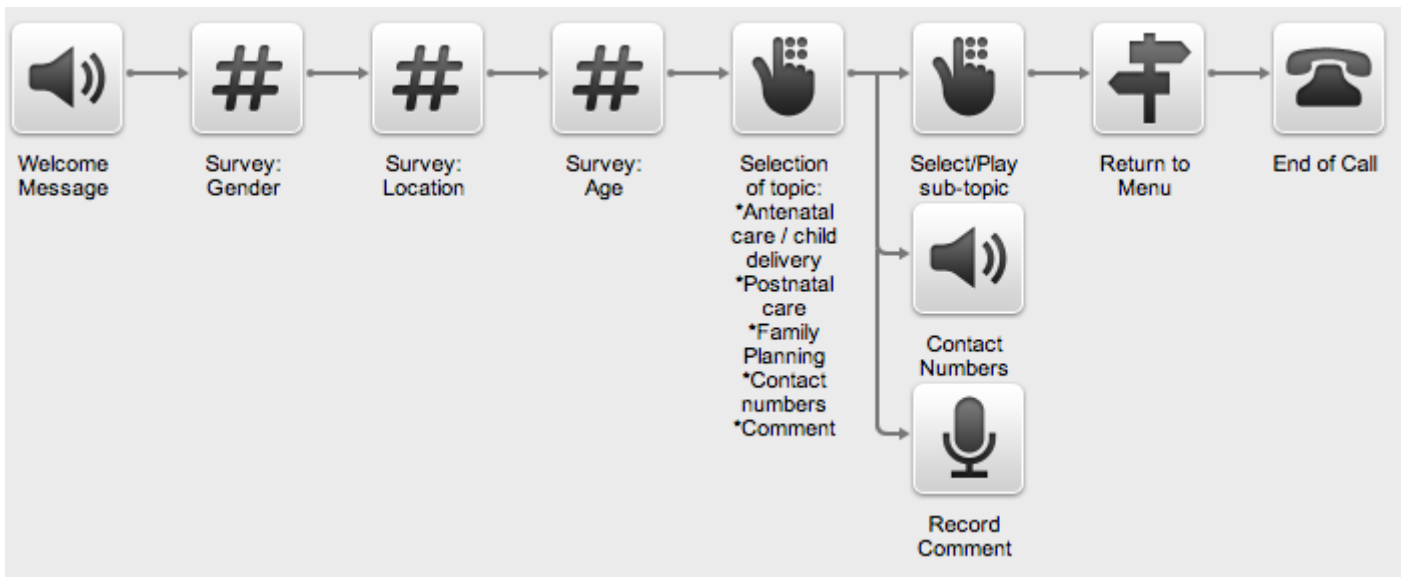 Welcome
Message
Survey:
Gender
Survey:
Location
Survey:
Age
Selection
of topic:
*Antenatal
care / child
delivery
*Postnatal
care
*Family
Planning
*Contact
numbers
*Comment
Select/Play
sub-topic
Contact
Numbers
Record
Comment
Return to
Menu
End of Call